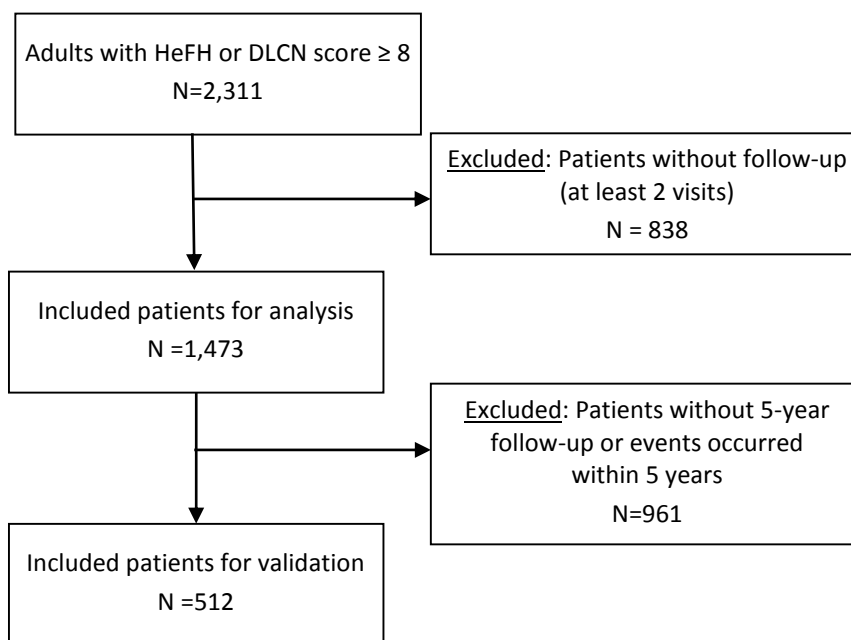 Adults with HeFH or DLCN score ≥ 8
N=2,311
Excluded: Patients without follow-up
(at least 2 visits)
N = 838
Included patients for analysis
N =1,473
Excluded: Patients without 5-year
follow-up or events occurred
within 5 years
N=961
Included patients for validation
N =512